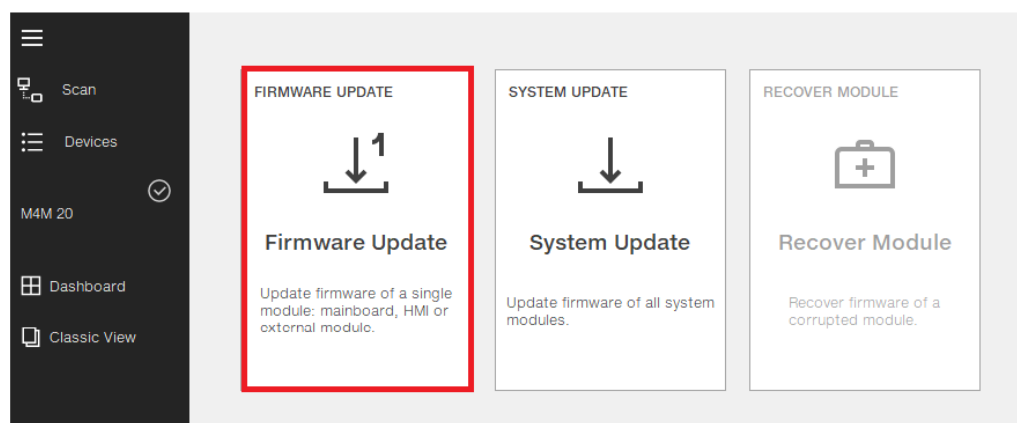 Scan
Devices
M4M 20
Dashboard
Classic View
FIRMWARE UPDATE
1
Firmware Update
Update firmware of a single
module: mainboard, HMI or
external module.
SYSTEM UPDATE
System Update
Update firmware of all system
modules.
RECOVER MODULE
Recover Module
Recover firmware of a
corrupted module.